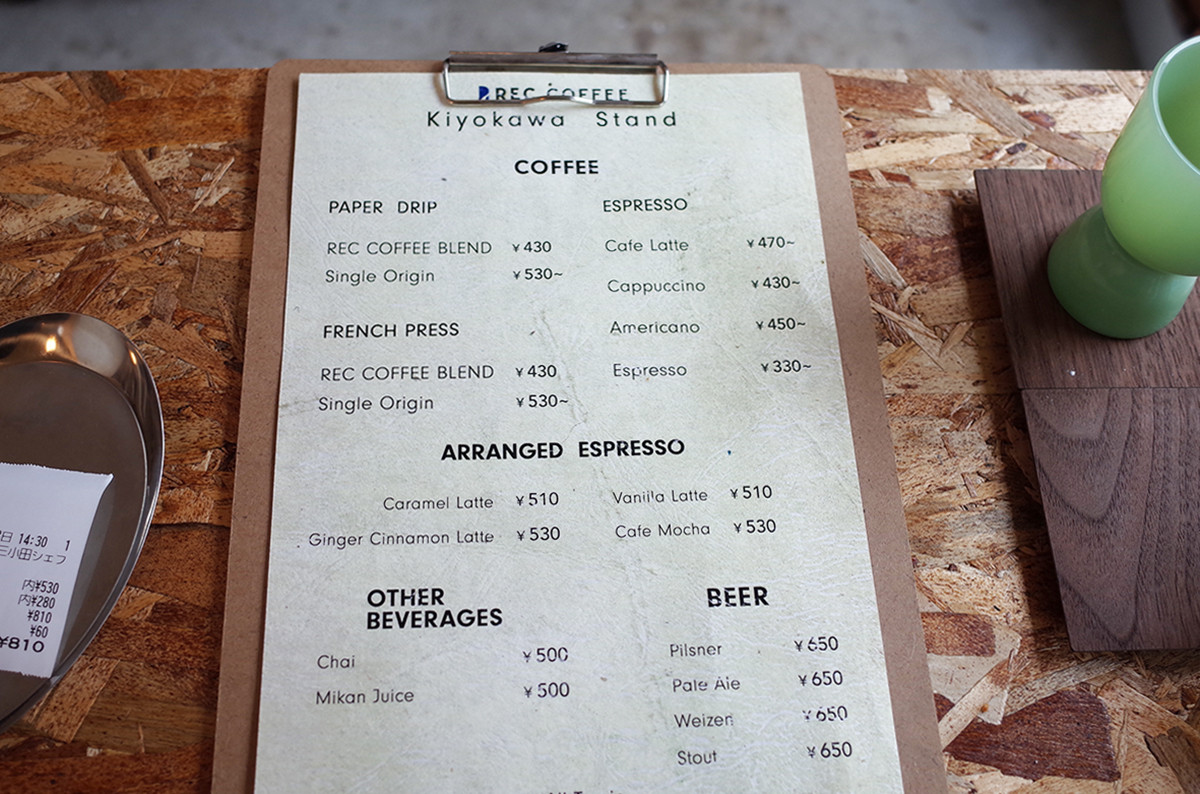 REC COFFEE
Kiyokawa Stand
COFFEE
PAPER DRIP
REC COFFEE BLEND ¥430
Single Origin ¥530~
FRENCH PRESS
REC COFFEE BLEND ¥430
Single Origin ¥530~
ESPRESSO
Cafe Latte ¥470~
Cappuccino ¥430~
Americano ¥450~
Espresso ¥330~
ARRANGED ESPRESSO
Caramel Latte ¥510
Ginger Cinnamon Latte ¥530
Vanilla Latte ¥510
Cafe Mocha ¥530
OTHER
BEVERAGES
Chai ¥500
Mikan Juice ¥500
BEER
Pilsner ¥650
Pale Ale ¥650
Weizen ¥650
Stout ¥650
日 14:30 1
小田シェフ
内¥530
内¥280
¥810
¥60
¥810